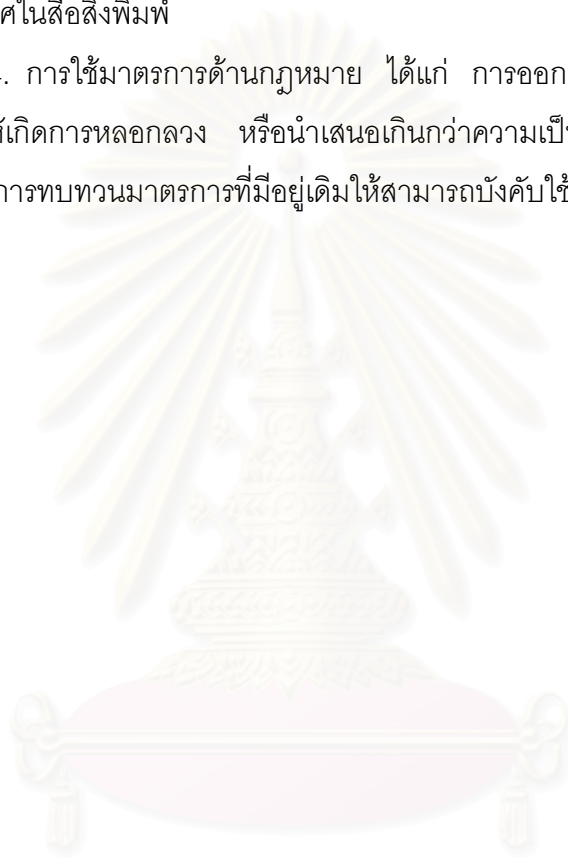 ศในสื่อสิ่งพิมพ์
. การใช้มาตรการด้านกฎหมาย ได้แก่ การออก
ห้เกิดการหลอกลวง หรือนำเสนอเกินกว่าความเป็
การทบทวนมาตรการที่มีอยู่เดิมให้สามารถบังคับใช้